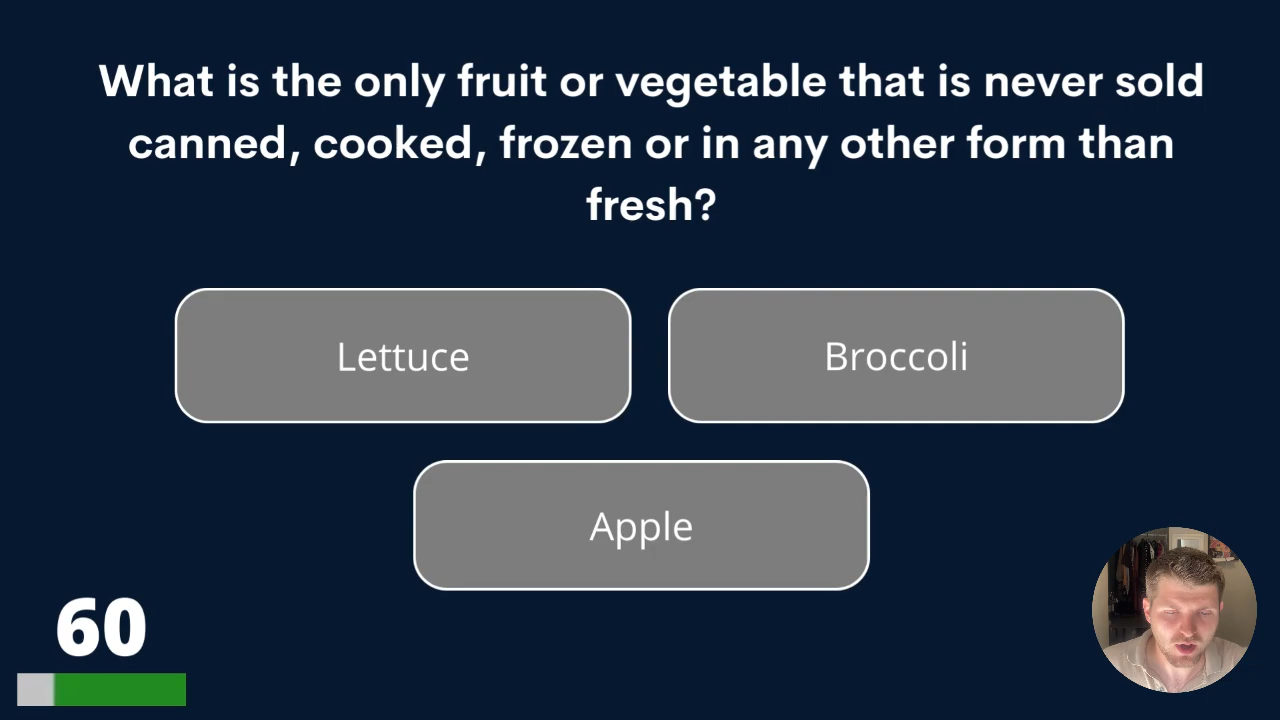 What is the only fruit or vegetable that is never sold
canned, cooked, frozen or in any other form than
fresh?
Lettuce
Broccoli
Apple
60